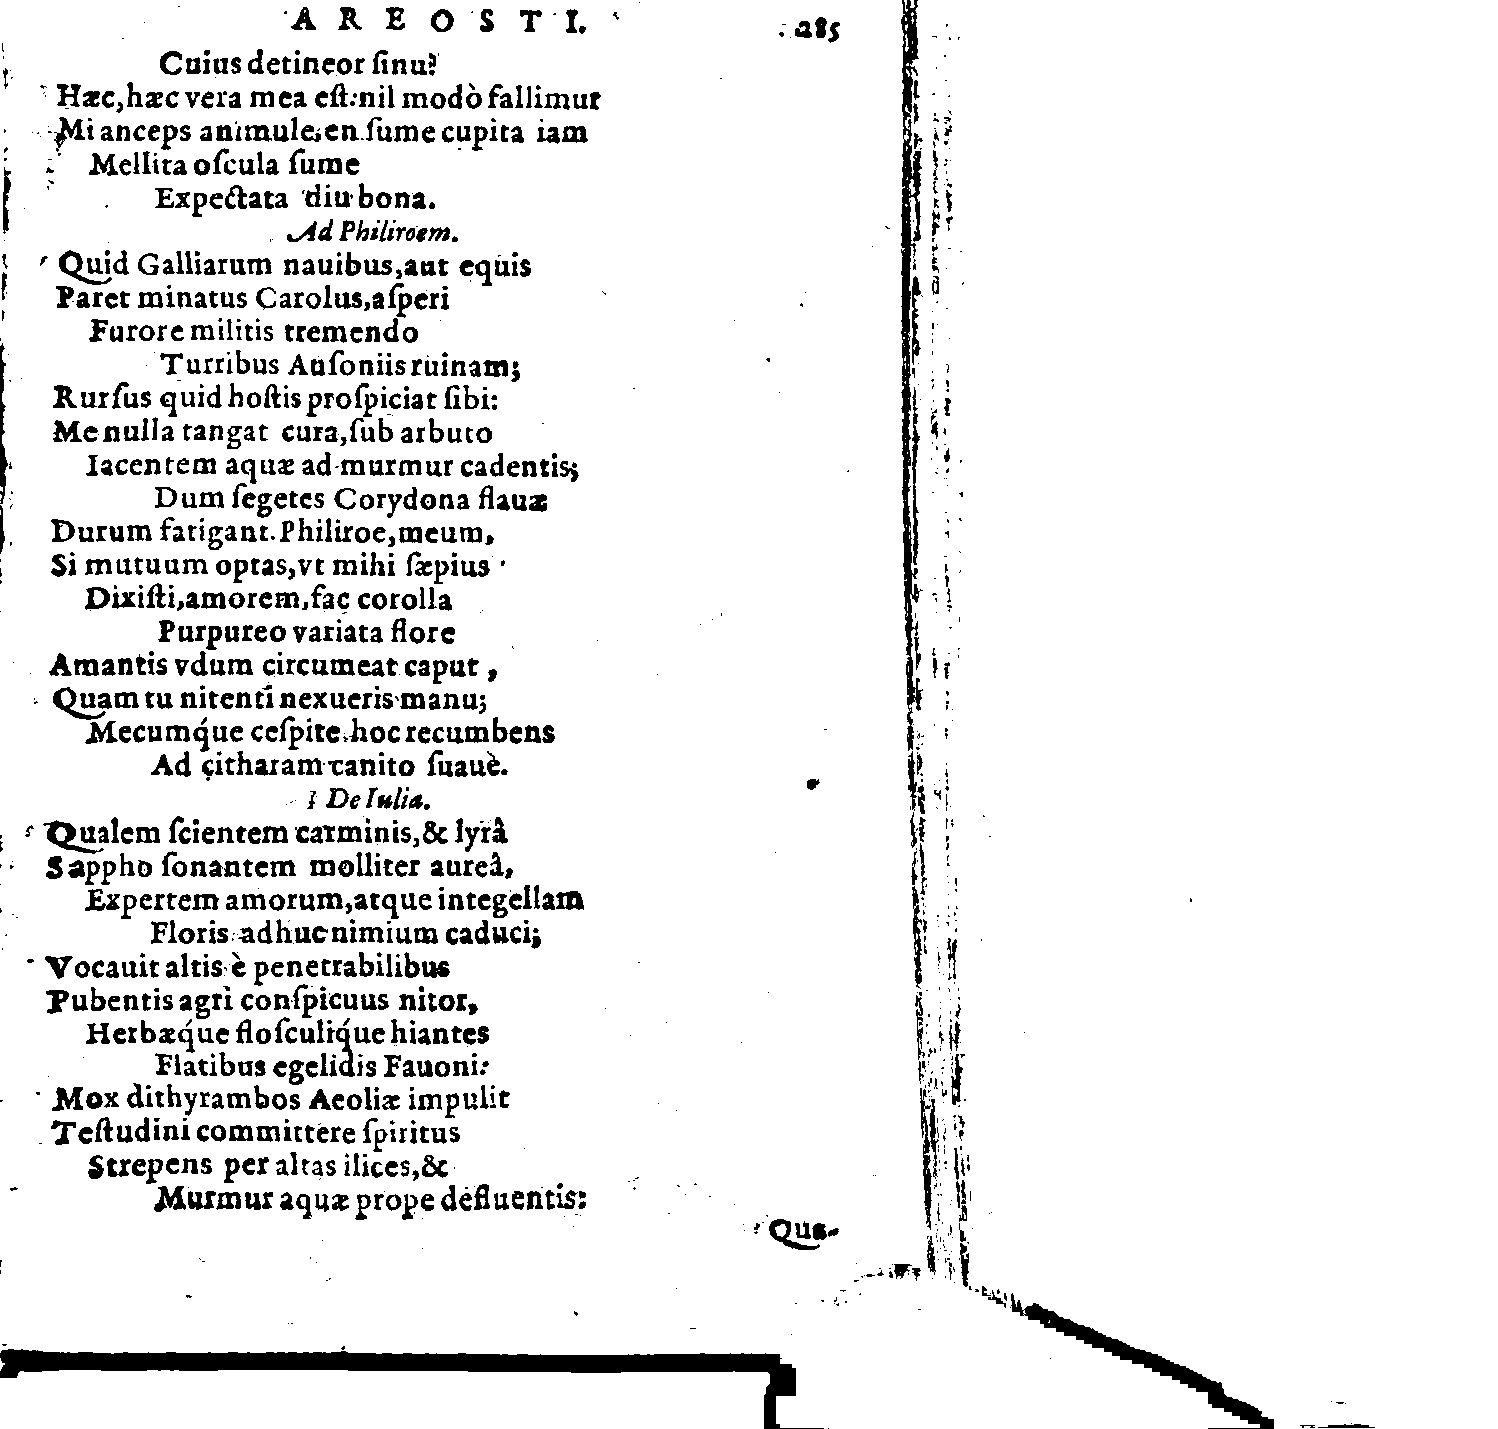 AREOSTI. 285
Cuius detineor ſinu?
Hæc, hæc vera mea eſt: nil modò fallimur
Mi anceps animule; en ſume cupita iam
Mellita oſcula ſume
Expectata diu bona.
Ad Philiroem.
Quid Galliarum nauibus, aut equis
Paret minatus Carolus, aſperi
Furore militis tremendo
Turribus Auſoniis ruinam;
Rurſus quid hoſtis proſpiciat ſibi:
Me nulla tangat cura, ſub arbuto
Iacentem aquæ ad murmur cadentis;
Dum ſegetes Corydona flauæ
Durum fatigant. Philiroe, meum,
Si mutuum optas, vt mihi ſæpius
Dixiſti, amorem, fac corolla
Purpureo variata flore
Amantis vdum circumeat caput,
Quam tu nitenti nexueris manu;
Mecumq́ue ceſpite hoc recumbens
Ad citharam canito ſuauè.
De Iulia.
Qualem ſcientem carminis, & lyrâ
Sappho ſonantem molliter aureâ,
Expertem amorum, atque integellam
Floris adhuc nimium caduci;
Vocauit altis è penetrabilibus
Pubentis agri conſpicuus nitor,
Herbæq́ue floſculiq́ue hiantes
Flatibus egelidis Fauoni:
Mox dithyrambos Aeoliæ impulit
Teſtudini committere ſpiritus
Strepens per altas ilices, &
Murmur aquæ prope defluentis:
Quæ-